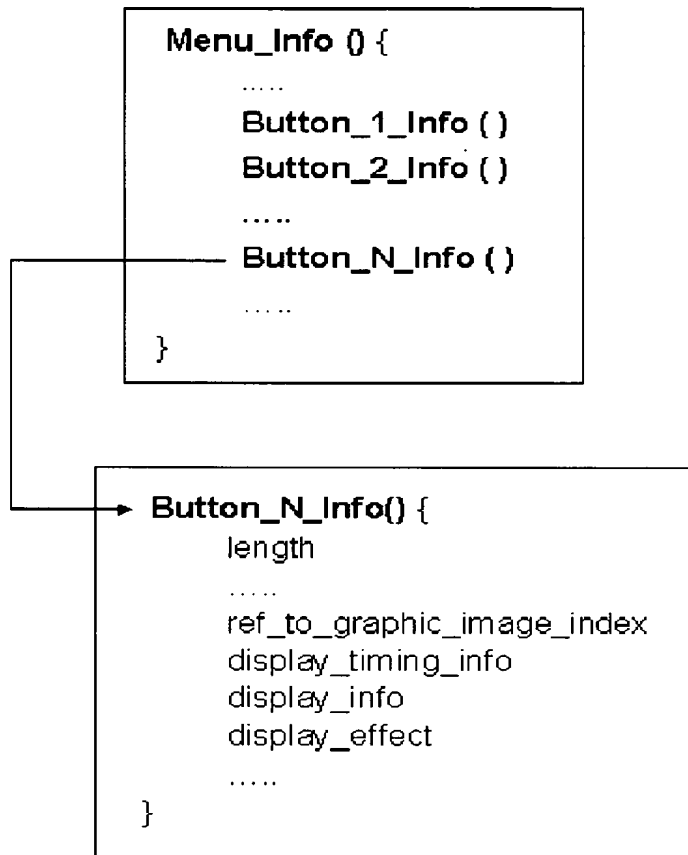 Menu_Info () {
.....
Button_1_Info ( )
Button_2_Info ( )
.....
Button_N_Info ( )
.....
}
Button_N_Info() {
length
.....
ref_to_graphic_image_index
display_timing_info
display_info
display_effect
.....
}